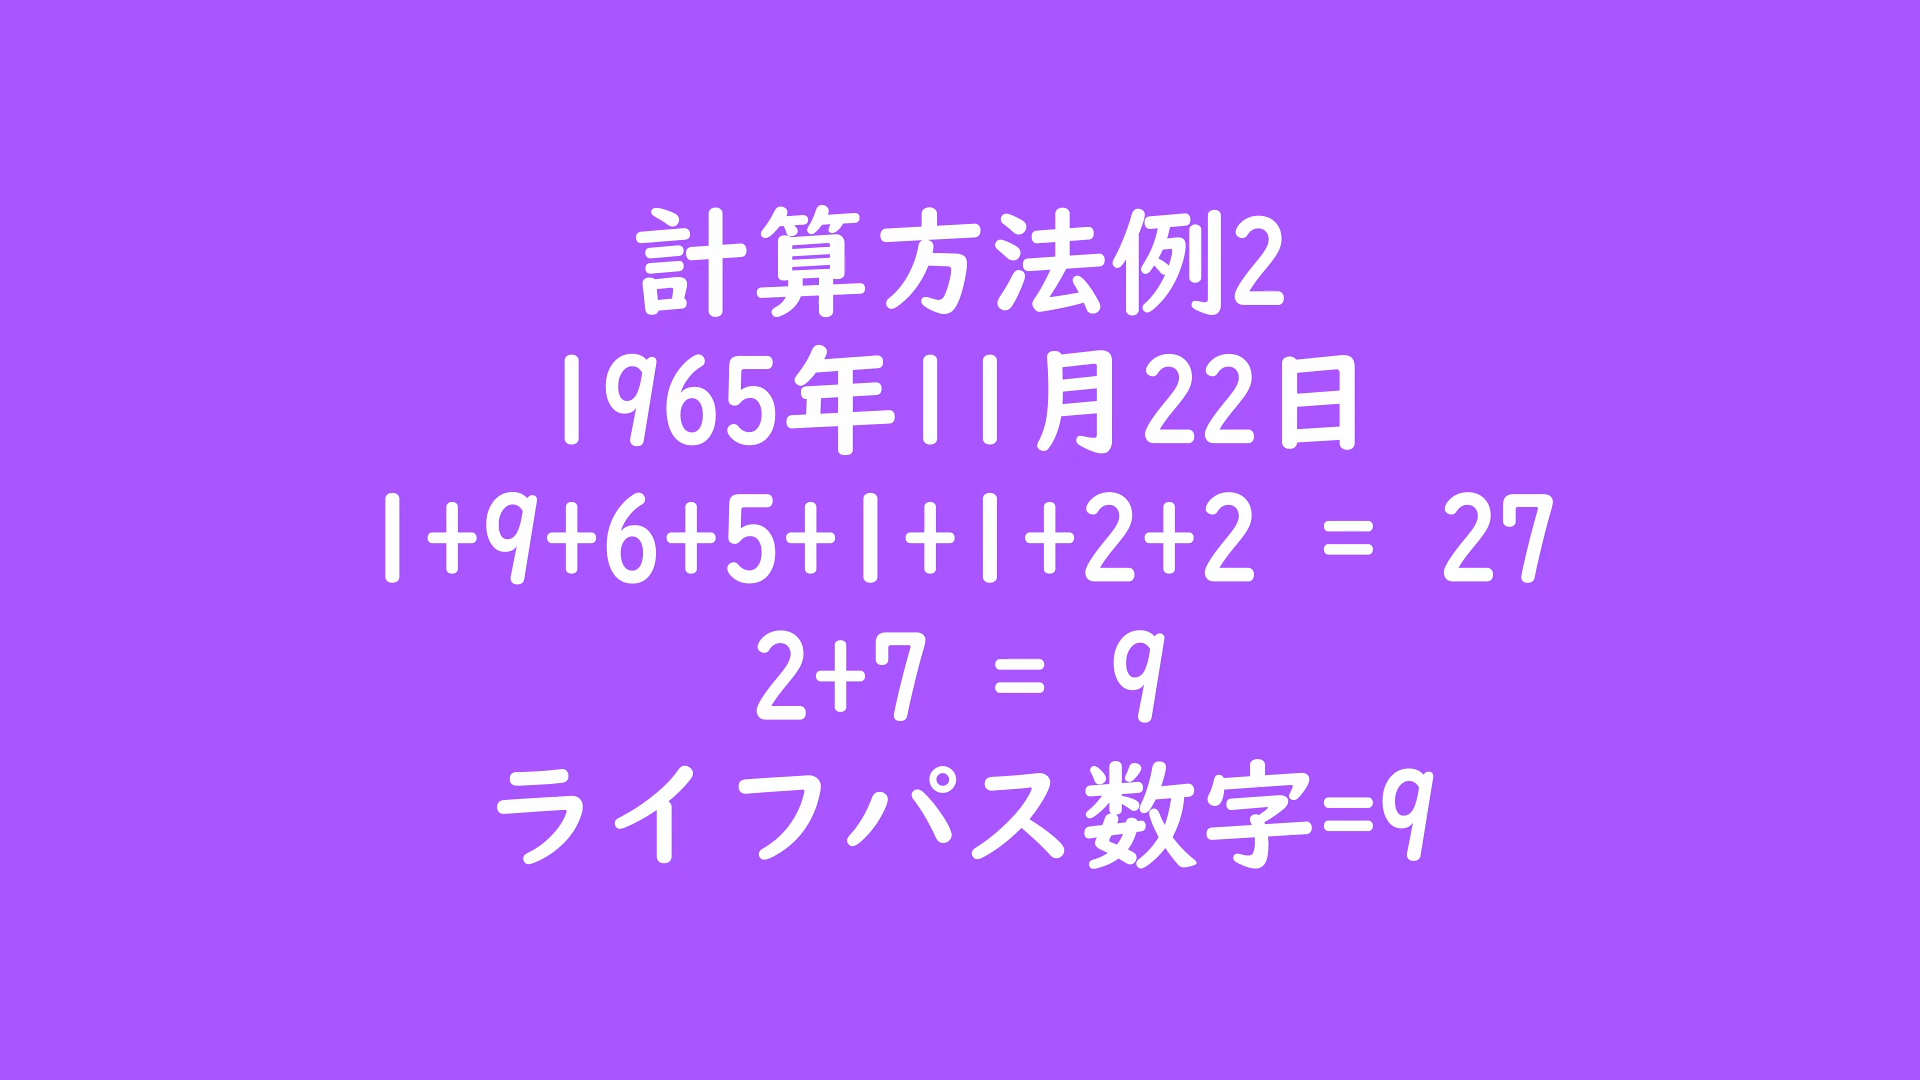 計算方法例2
1965年11月22日
1+9+6+5+1+1+2+2 = 27
2+7 = 9
ライフパス数字=9